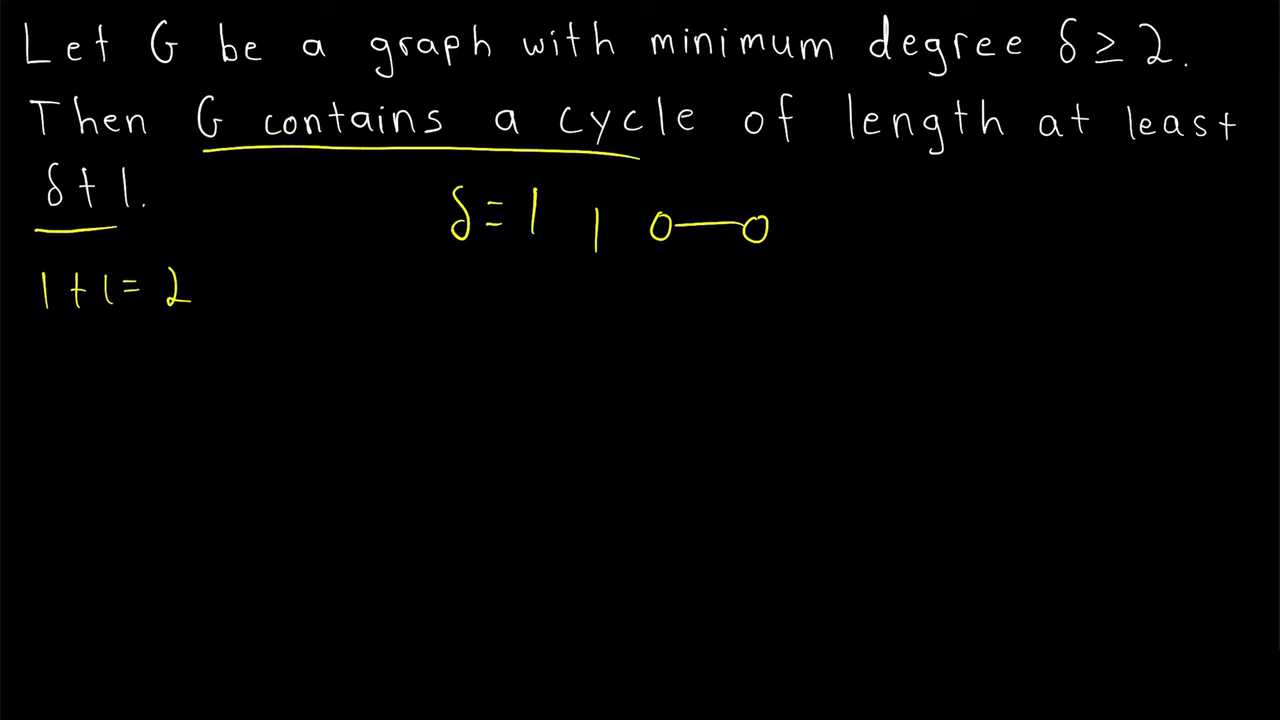 Let G be a graph with minimum degree δ ≥ 2.
Then G contains a cycle of length at least
δ + 1.
δ = 1 |
1 + 1 = 2